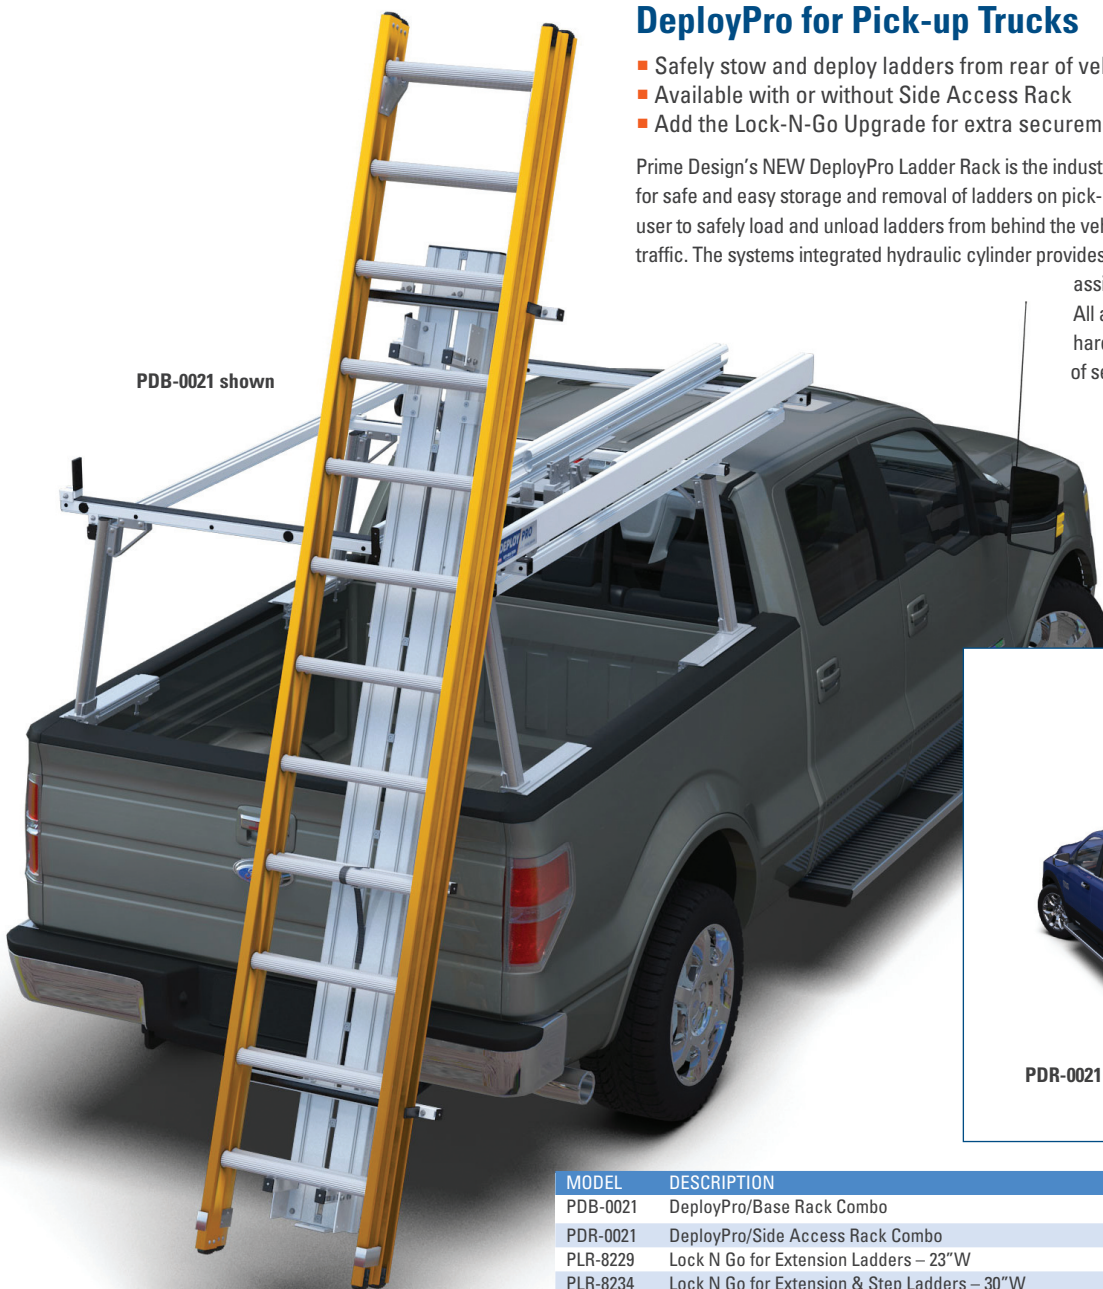 DeployPro for Pick-up Trucks
■ Safely stow and deploy ladders from rear of
■ Available with or without Side Access Rack
■ Add the Lock-N-Go Upgrade for extra
Prime Design's NEW DeployPro Ladder Rack is the
for safe and easy storage and removal of ladders on
user to safely load and unload ladders from behind the
traffic. The systems integrated hydraulic cylinder provides
All
of
PDB-0021 shown
DEPLOY PRO
PDR-0021
MODEL DESCRIPTION
PDB-0021 DeployPro/Base Rack Combo
PDR-0021 DeployPro/Side Access Rack Combo
PLR-8229 Lock N Go for Extension Ladders – 23”W
PLR-8234 Lock N Go for Extension & Step Ladders – 30”W